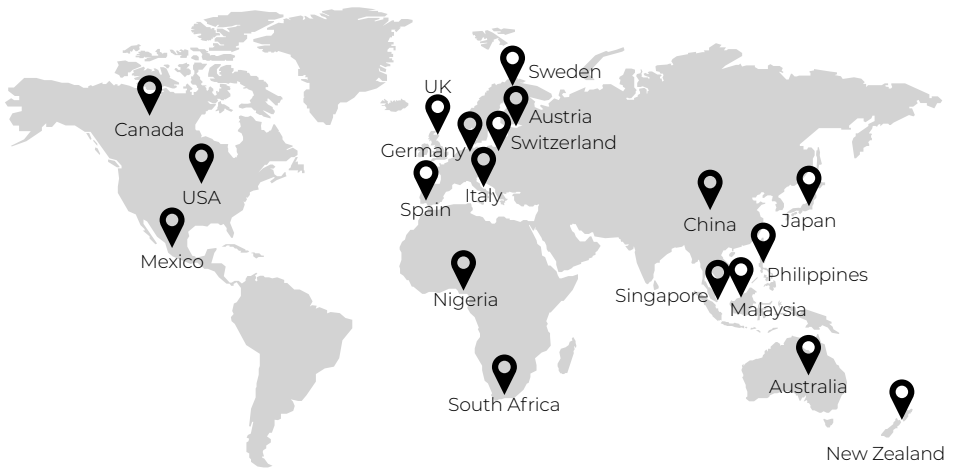 Sweden
UK
Austria
Canada
Switzerland
Germany
USA
Italy
Spain
Japan
China
Mexico
Philippines
Singapore
Nigeria
Malaysia
Australia
South Africa
New Zealand